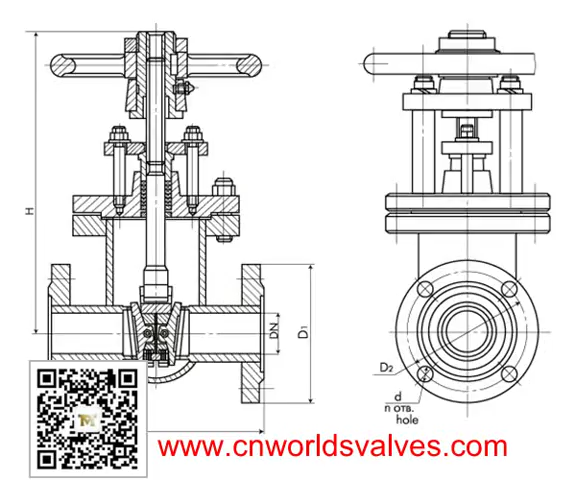 H
DN
D1
D2
d
n отв.
hole
www.cnworldsvalves.com